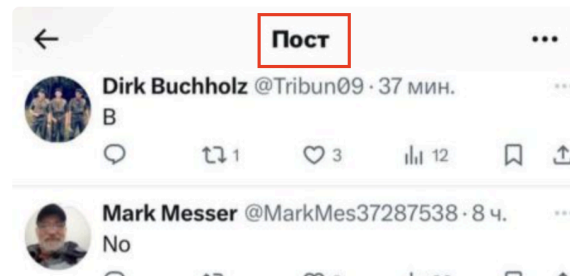 Пост
Dirk Buchholz @Tribun09 · 37 мин.
B
1 3 12
Mark Messer @MarkMes37287538 · 8 ч.
No